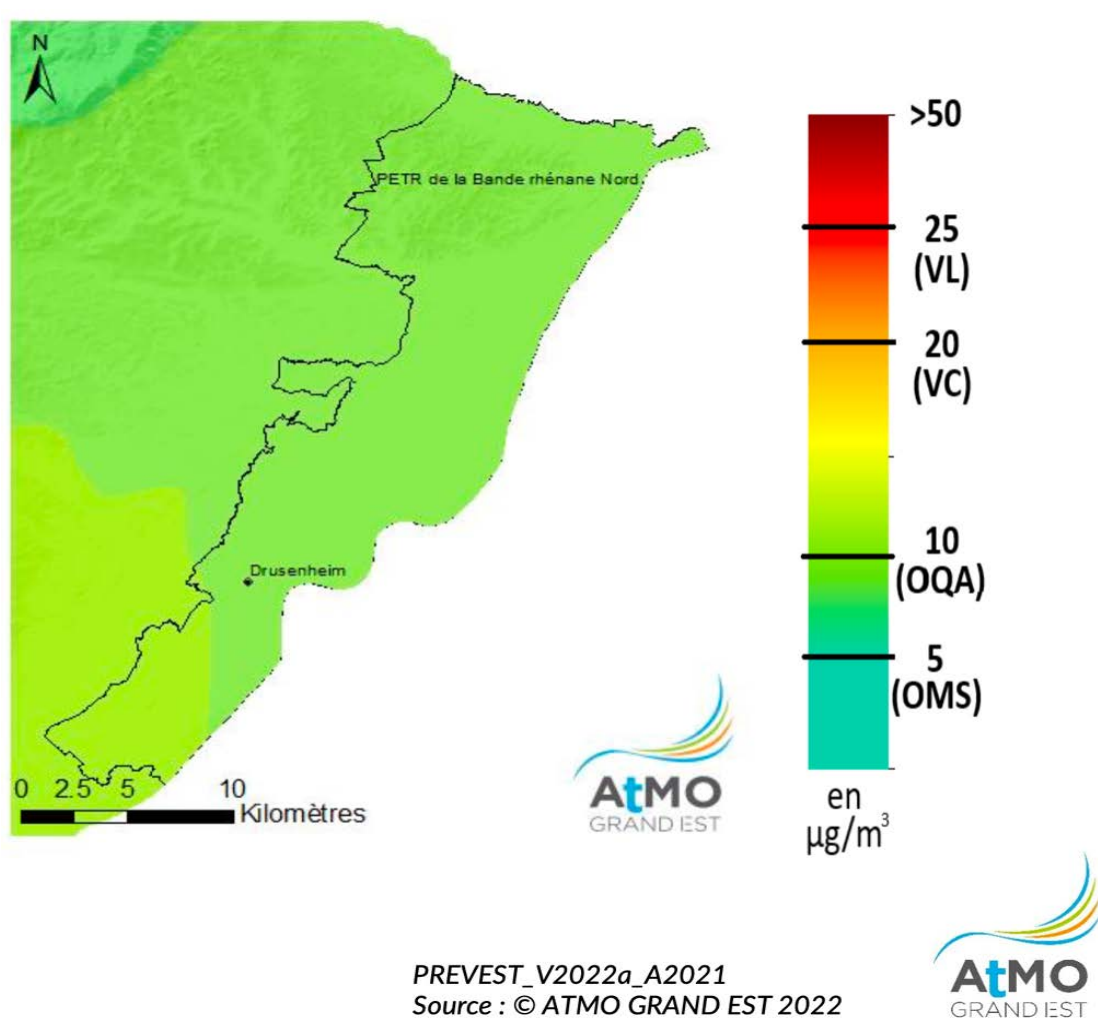 N
PETR de la Bande rhénane Nord
Drusenheim
0 2.5 5 10
Kilomètres
AtMO
GRAND EST
>50
25
(VL)
20
(VC)
10
(OQA)
5
(OMS)
en
µg/m³
PREVEST_V2022a_A2021
Source : © ATMO GRAND EST 2022
AtMO
GRAND EST